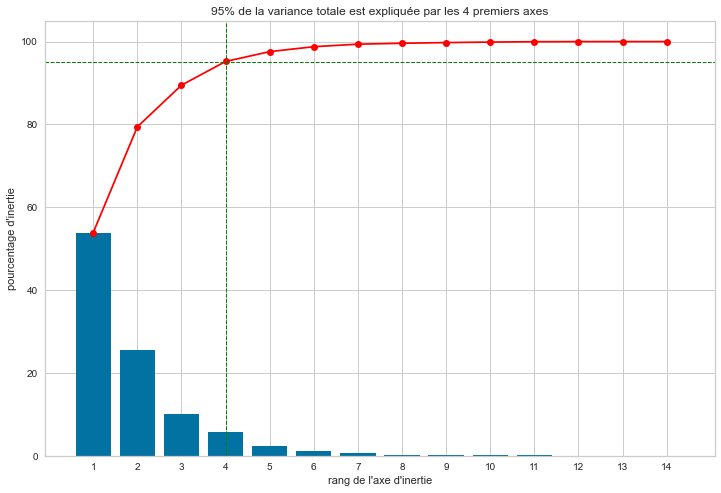 95% de la variance totale est expliquée par les 4 premiers axes
100
80
60
40
20
0
pourcentage d'inertie
1 2 3 4 5 6 7 8 9 10 11 12 13 14
rang de l'axe d'inertie